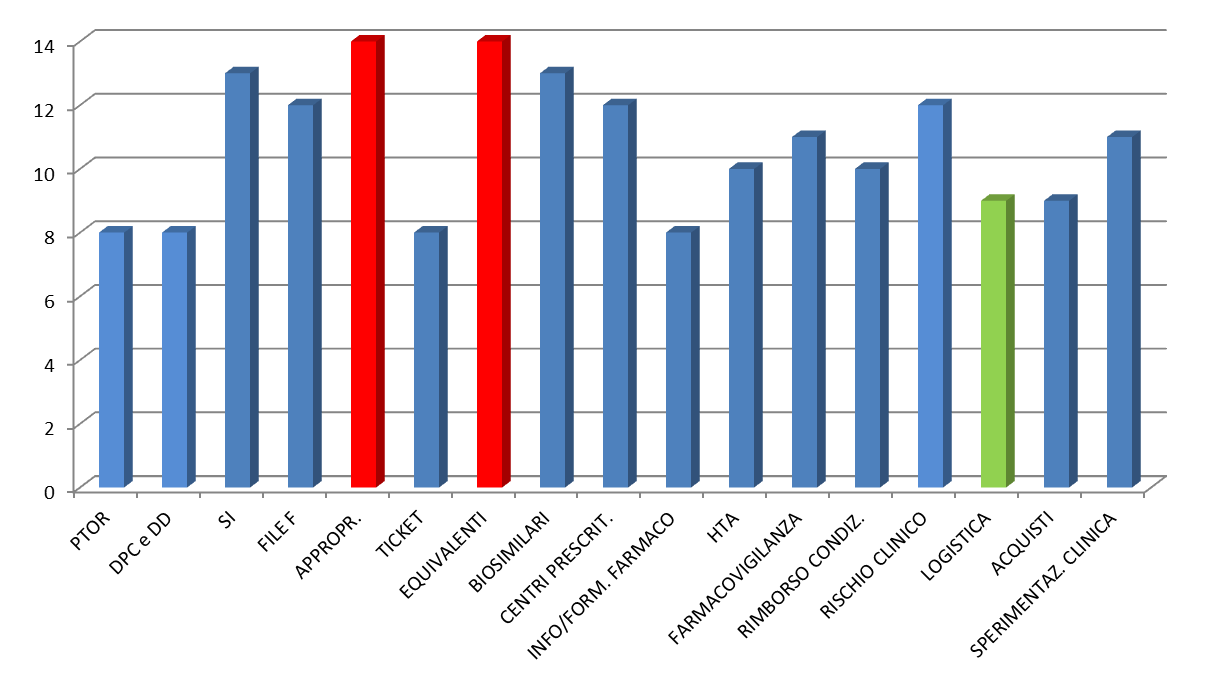 14
12
10
8
6
4
2
0
PTOR
DPC e DD
SI
FILE F
APPROPR.
TICKET
EQUIVALENTI
BIOSIMILARI
CENTRI PRESCRIT.
INFO/FORM. FARMACO
HTA
FARMACOVIGILANZA
RIMBORSO CONDIZ.
RISCHIO CLINICO
LOGISTICA
ACQUISTI
SPERIMENTAZ. CLINICA